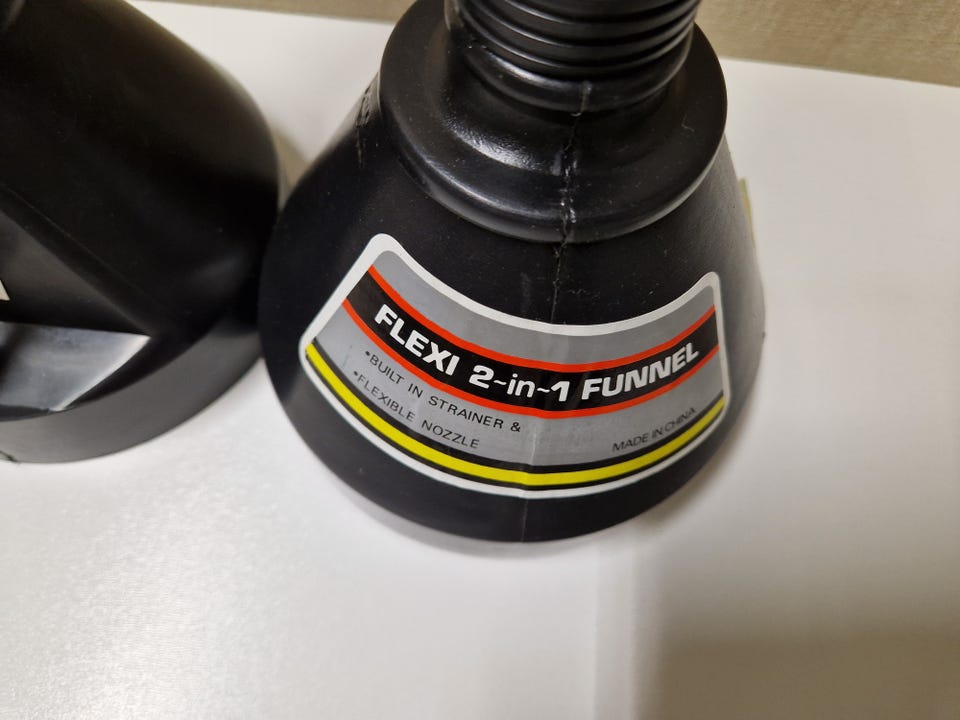 FLEXI 2-in-1 FUNNEL
•BUILT IN STRAINER &
•FLEXIBLE NOZZLE
MADE IN CHINA